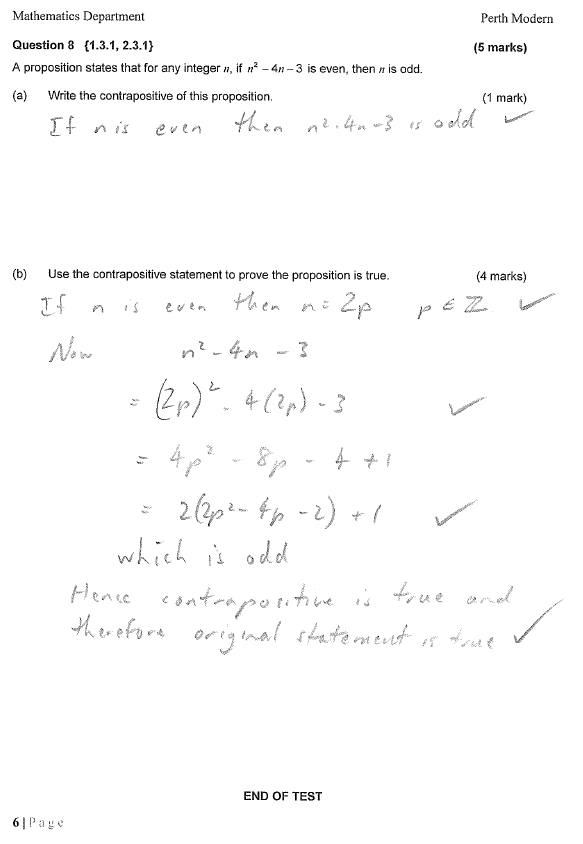 Mathematics Department Perth Modern
Question 8 {1.3.1, 2.3.1} (5 marks)
A proposition states that for any integer n, if n² – 4n – 3 is even, then n is odd.
(a) Write the contrapositive of this proposition. (1 mark)
If n is even then n² - 4n - 3 is odd ✓
(b) Use the contrapositive statement to prove the proposition is true. (4 marks)
If n is even then n = 2p p ∈ ℤ ✓
Now n² - 4n - 3
= (2p)² - 4(2p) - 3 ✓
= 4p² - 8p - 4 + 1
= 2(2p² - 4p - 2) + 1 ✓
which is odd
Hence contrapositive is true and
therefore original statement is true ✓
END OF TEST
6 | Page